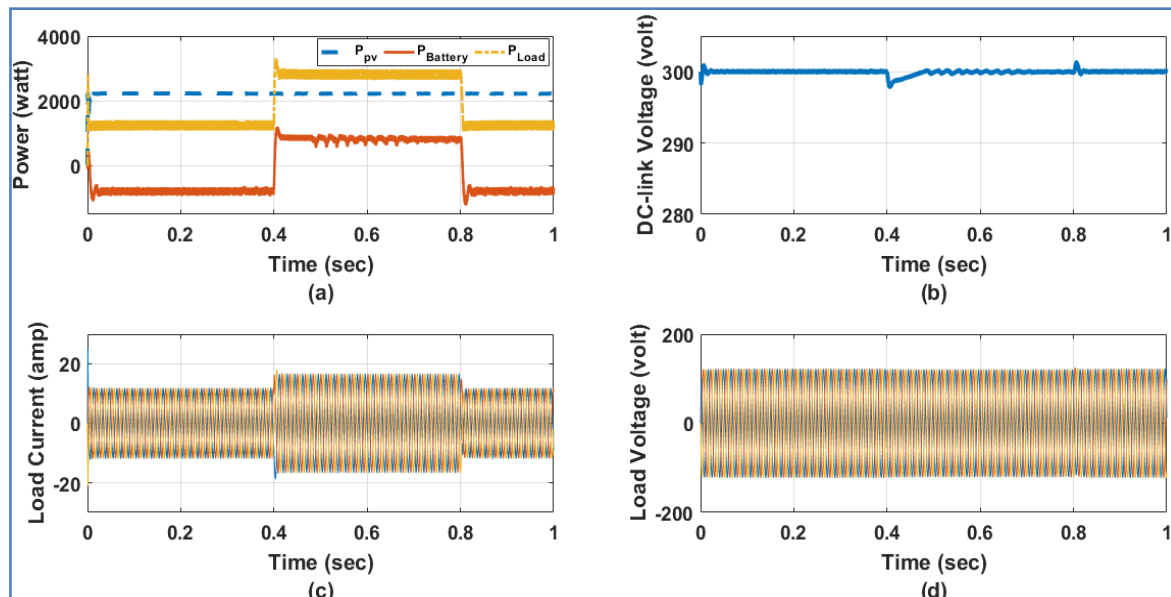 4000
2000
0
Power (watt)
P_pv P_Battery P_Load
0 0.2 0.4 0.6 0.8 1
Time (sec)
(a)
300
290
280
DC-link Voltage (volt)
0 0.2 0.4 0.6 0.8 1
Time (sec)
(b)
20
0
-20
Load Current (amp)
0 0.2 0.4 0.6 0.8 1
Time (sec)
(c)
200
0
-200
Load Voltage (volt)
0 0.2 0.4 0.6 0.8 1
Time (sec)
(d)